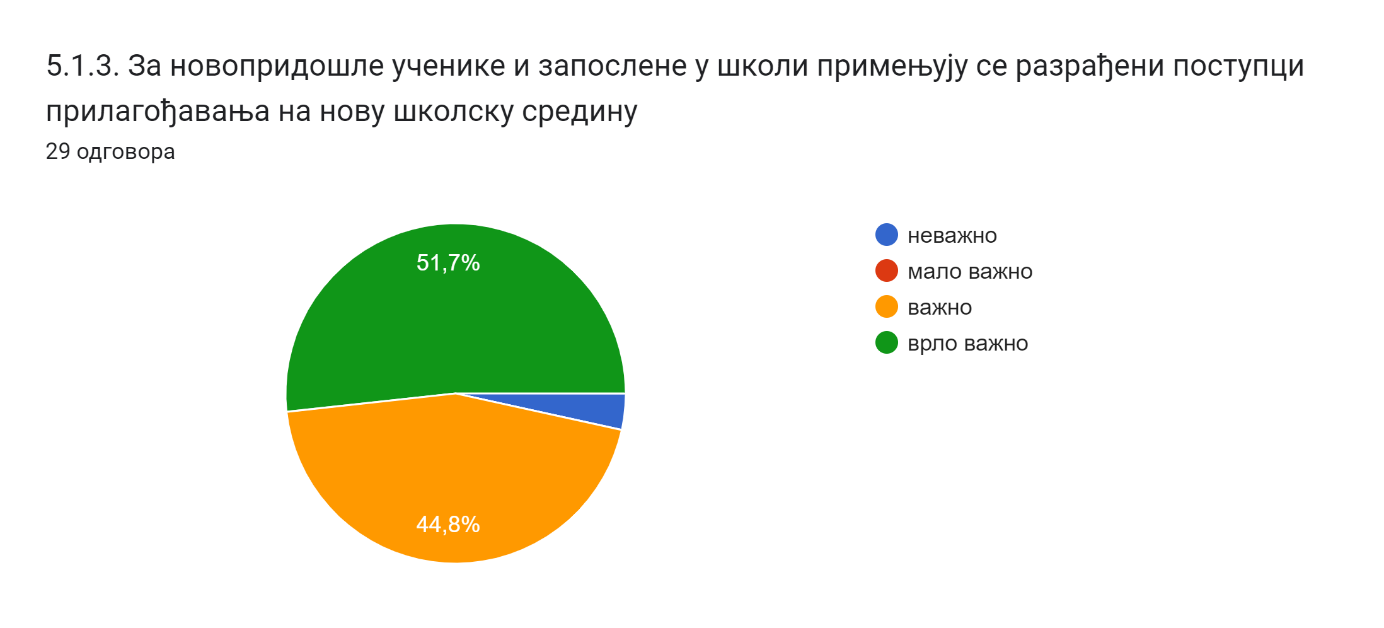 5.1.3. За новопридошле ученике и запослене у школи примењују се разрађени поступци
прилагођавања на нову школску средину
29 одговора
51,7%
44,8%
неважно
мало важно
важно
врло важно